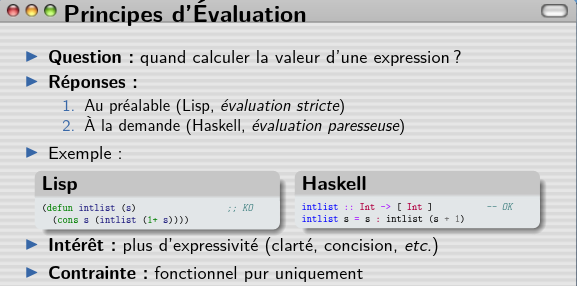 Principes d'Évaluation
Question : quand calculer la valeur d'une expression ?
Réponses :
1. Au préalable (Lisp, évaluation stricte)
2. À la demande (Haskell, évaluation paresseuse)
Exemple :
Lisp
(defun intlist (s) ;; KO
(cons s (intlist (1+ s))))
Haskell
intlist :: Int -> [ Int ] -- OK
intlist s = s : intlist (s + 1)
Intérêt : plus d'expressivité (clarté, concision, etc.)
Contrainte : fonctionnel pur uniquement